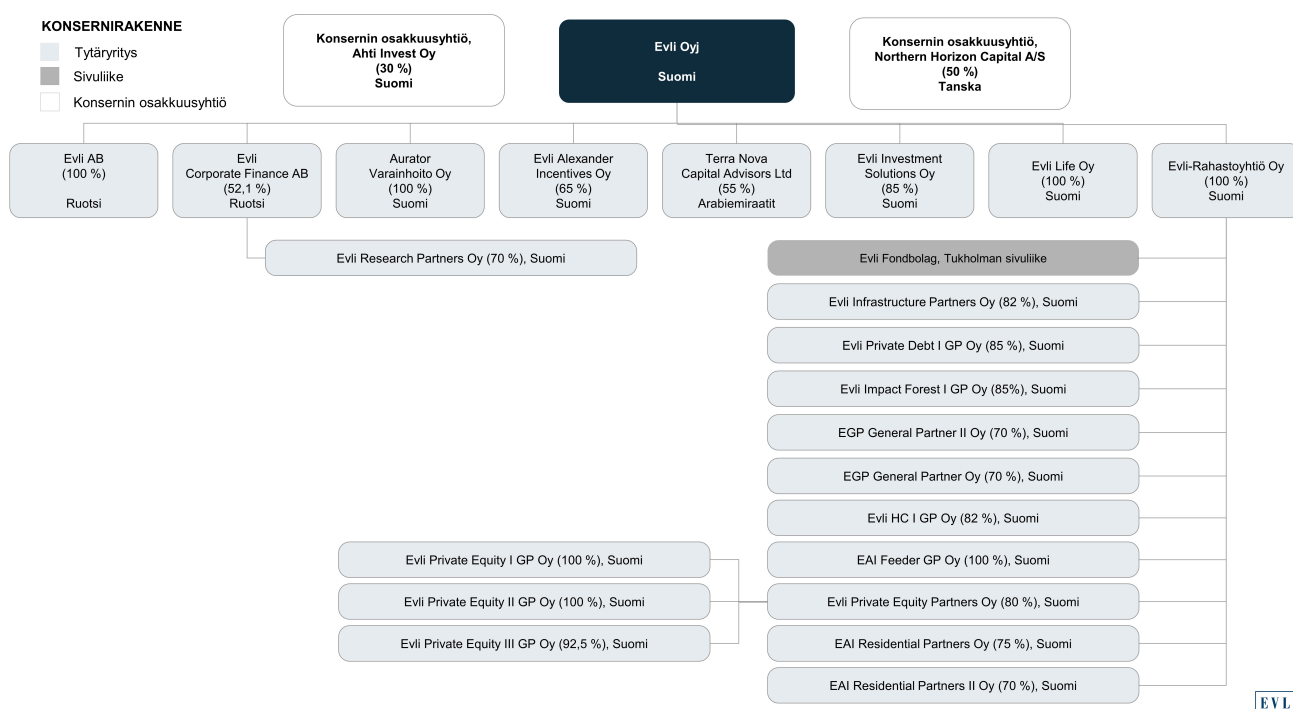 KONSERNIRAKENNE
Tytäryritys
Sivuliike
Konsernin osakkuusyhtiö
Konsernin osakkuusyhtiö,
Ahti Invest Oy
(30 %)
Suomi
Evli Oyj
Suomi
Konsernin osakkuusyhtiö,
Northern Horizon Capital A/S
(50 %)
Tanska
Evli AB
(100 %)
Ruotsi
Evli
Corporate Finance AB
(52,1 %)
Ruotsi
Aurator
Varainhoito Oy
(100 %)
Suomi
Evli Alexander
Incentives Oy
(65 %)
Suomi
Terra Nova
Capital Advisors Ltd
(55 %)
Arabiemiraatit
Evli Investment
Solutions Oy
(85 %)
Suomi
Evli Life Oy
(100 %)
Suomi
Evli-Rahastoyhtiö Oy
(100 %)
Suomi
Evli Research Partners Oy (70 %), Suomi
Evli Fondbolag, Tukholman sivuliike
Evli Infrastructure Partners Oy (82 %), Suomi
Evli Private Debt I GP Oy (85 %), Suomi
Evli Impact Forest I GP Oy (85%), Suomi
EGP General Partner II Oy (70 %), Suomi
EGP General Partner Oy (70 %), Suomi
Evli HC I GP Oy (82 %), Suomi
EAI Feeder GP Oy (100 %), Suomi
Evli Private Equity Partners Oy (80 %), Suomi
EAI Residential Partners Oy (75 %), Suomi
EAI Residential Partners II Oy (70 %), Suomi
Evli Private Equity I GP Oy (100 %), Suomi
Evli Private Equity II GP Oy (100 %), Suomi
Evli Private Equity III GP Oy (92,5 %), Suomi
EVL